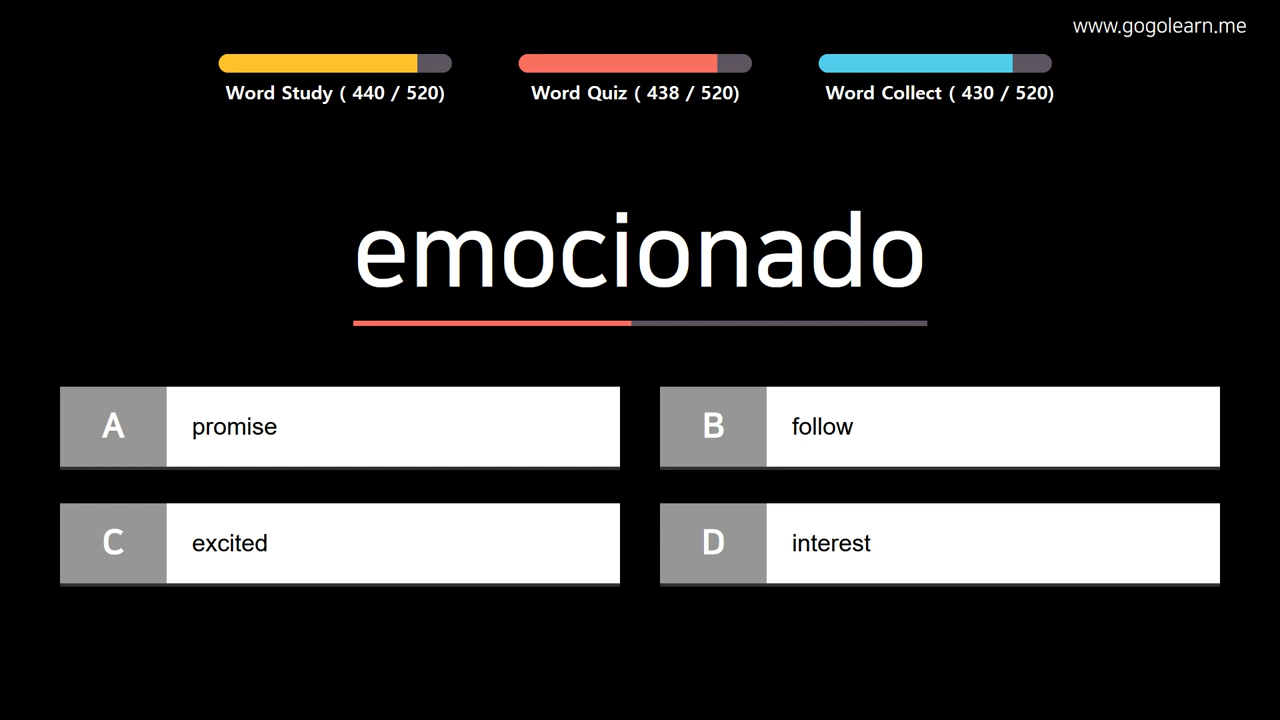 www.gogolearn.me
Word Study ( 440 / 520)
Word Quiz ( 438 / 520)
Word Collect ( 430 / 520)
emocionado
A promise
B follow
C excited
D interest